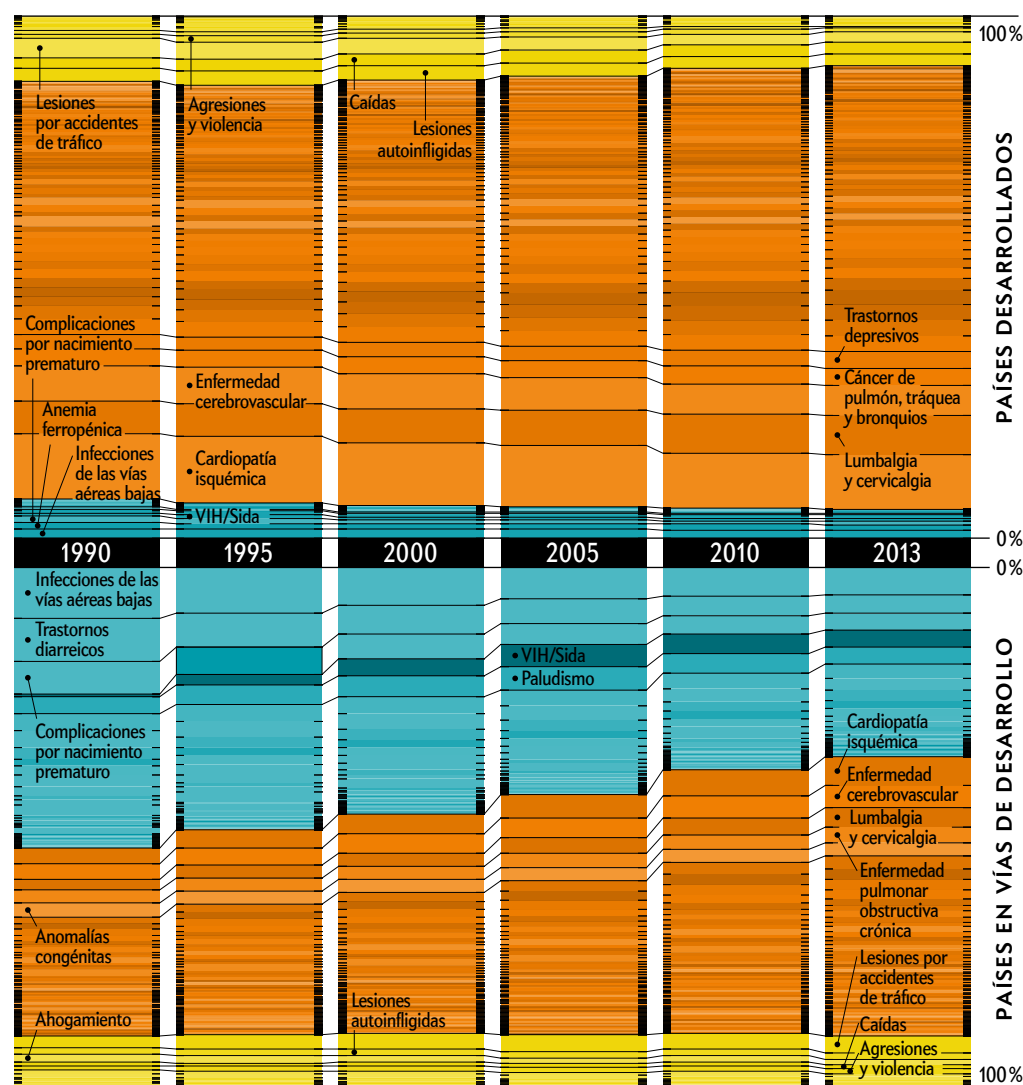 100%
Lesiones
por accidentes
de tráfico
Agresiones
y violencia
Caídas
Lesiones
autoinfligidas
PAÍSES DESARROLLADOS
Complicaciones
por nacimiento
prematuro
Anemia
ferropénica
Infecciones
de las vías
aéreas bajas
Enfermedad
cerebrovascular
Cardiopatía
isquémica
VIH/Sida
Trastornos
depresivos
Cáncer de
pulmón, tráquea
y bronquios
Lumbalgia
y cervicalgia
0%
1990 1995 2000 2005 2010 2013
0%
Infecciones de las
vías aéreas bajas
Trastornos
diarreicos
Complicaciones
por nacimiento
prematuro
VIH/Sida
Paludismo
PAÍSES EN VÍAS DE DESARROLLO
Cardiopatía
isquémica
Enfermedad
cerebrovascular
Lumbalgia
y cervicalgia
Enfermedad
pulmonar
obstructiva
crónica
Anomalías
congénitas
Ahogamiento
Lesiones
autoinfligidas
Lesiones por
accidentes
de tráfico
Caídas
Agresiones
y violencia
100%